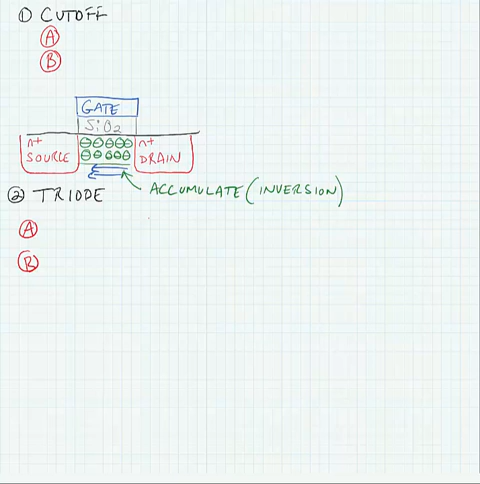 ① CUTOFF
Ⓐ
Ⓑ
GATE
SiO₂
n+ n+
SOURCE DRAIN
ACCUMULATE (INVERSION)
② TRIODE
Ⓐ
Ⓑ